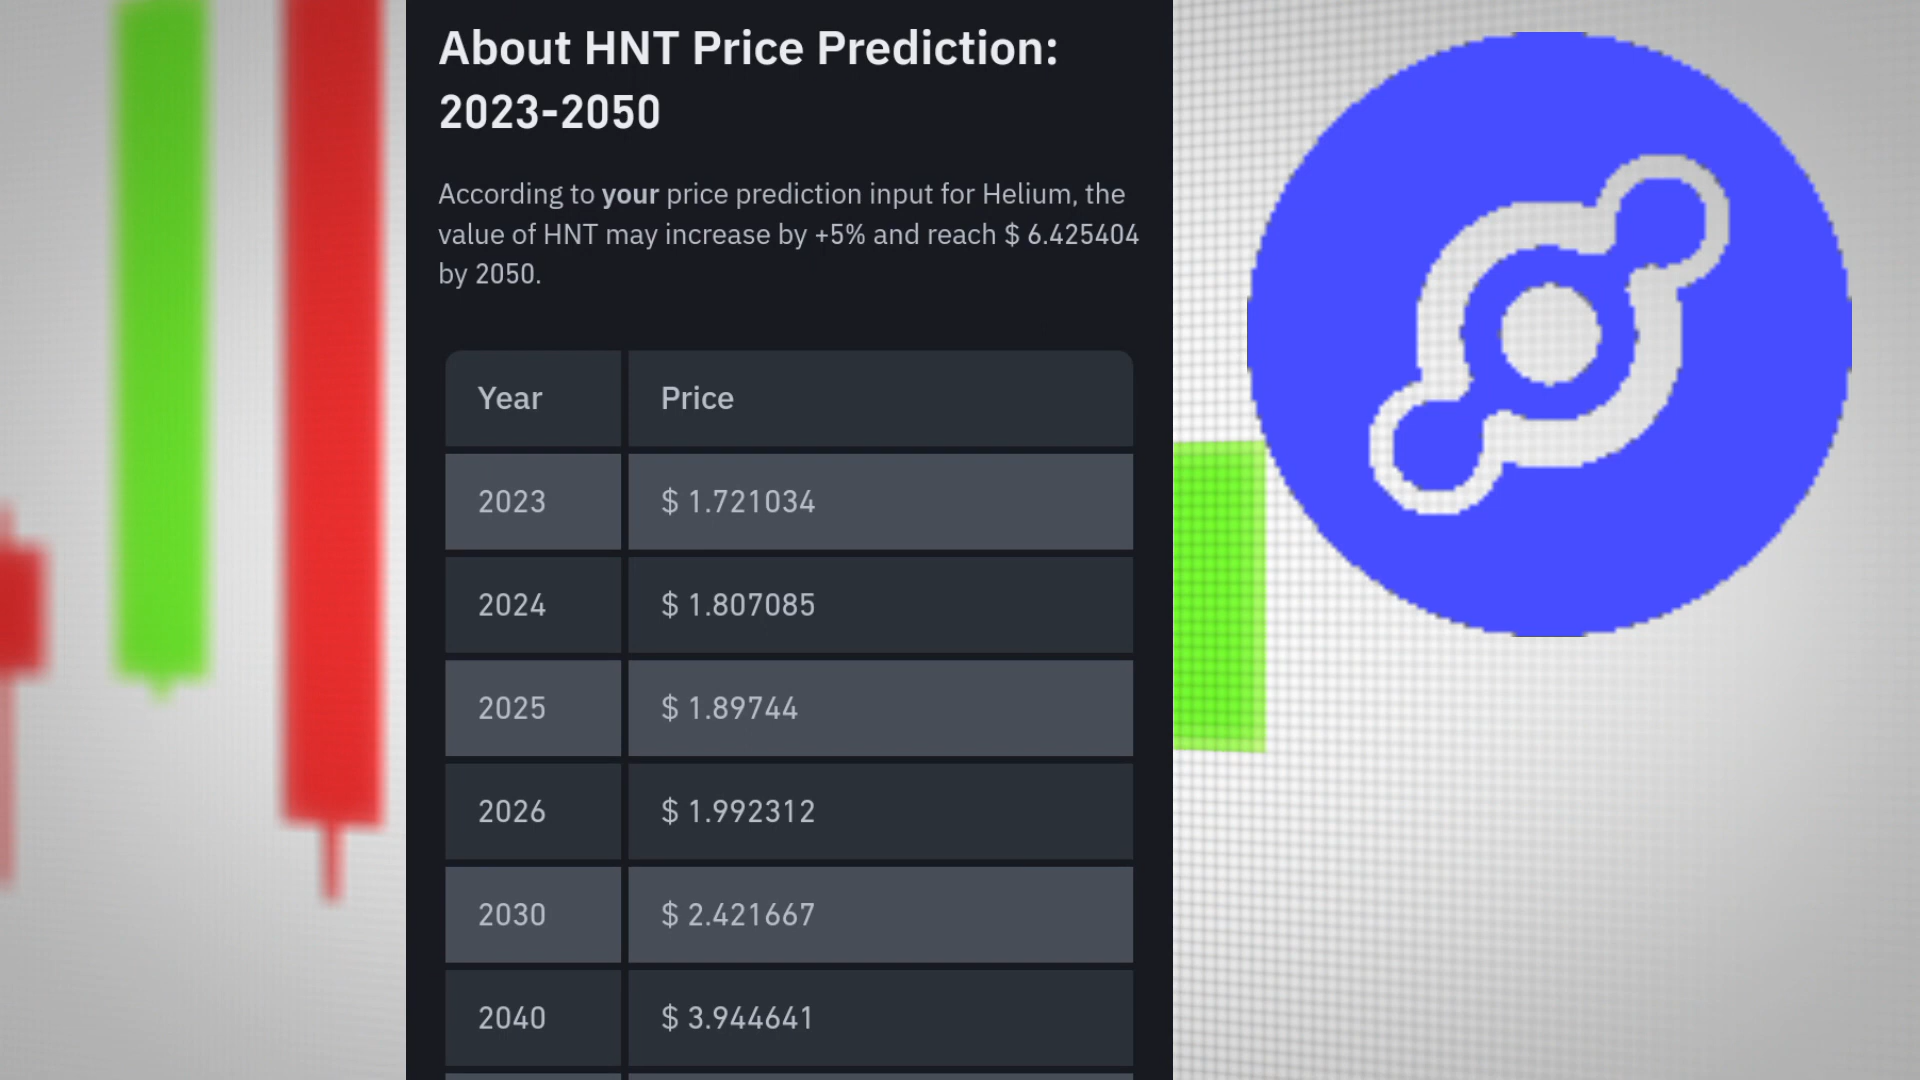 About HNT Price Prediction:
2023-2050
According to your price prediction input for Helium, the
value of HNT may increase by +5% and reach $ 6.425404
by 2050.
Year Price
2023 $ 1.721034
2024 $ 1.807085
2025 $ 1.89744
2026 $ 1.992312
2030 $ 2.421667
2040 $ 3.944641